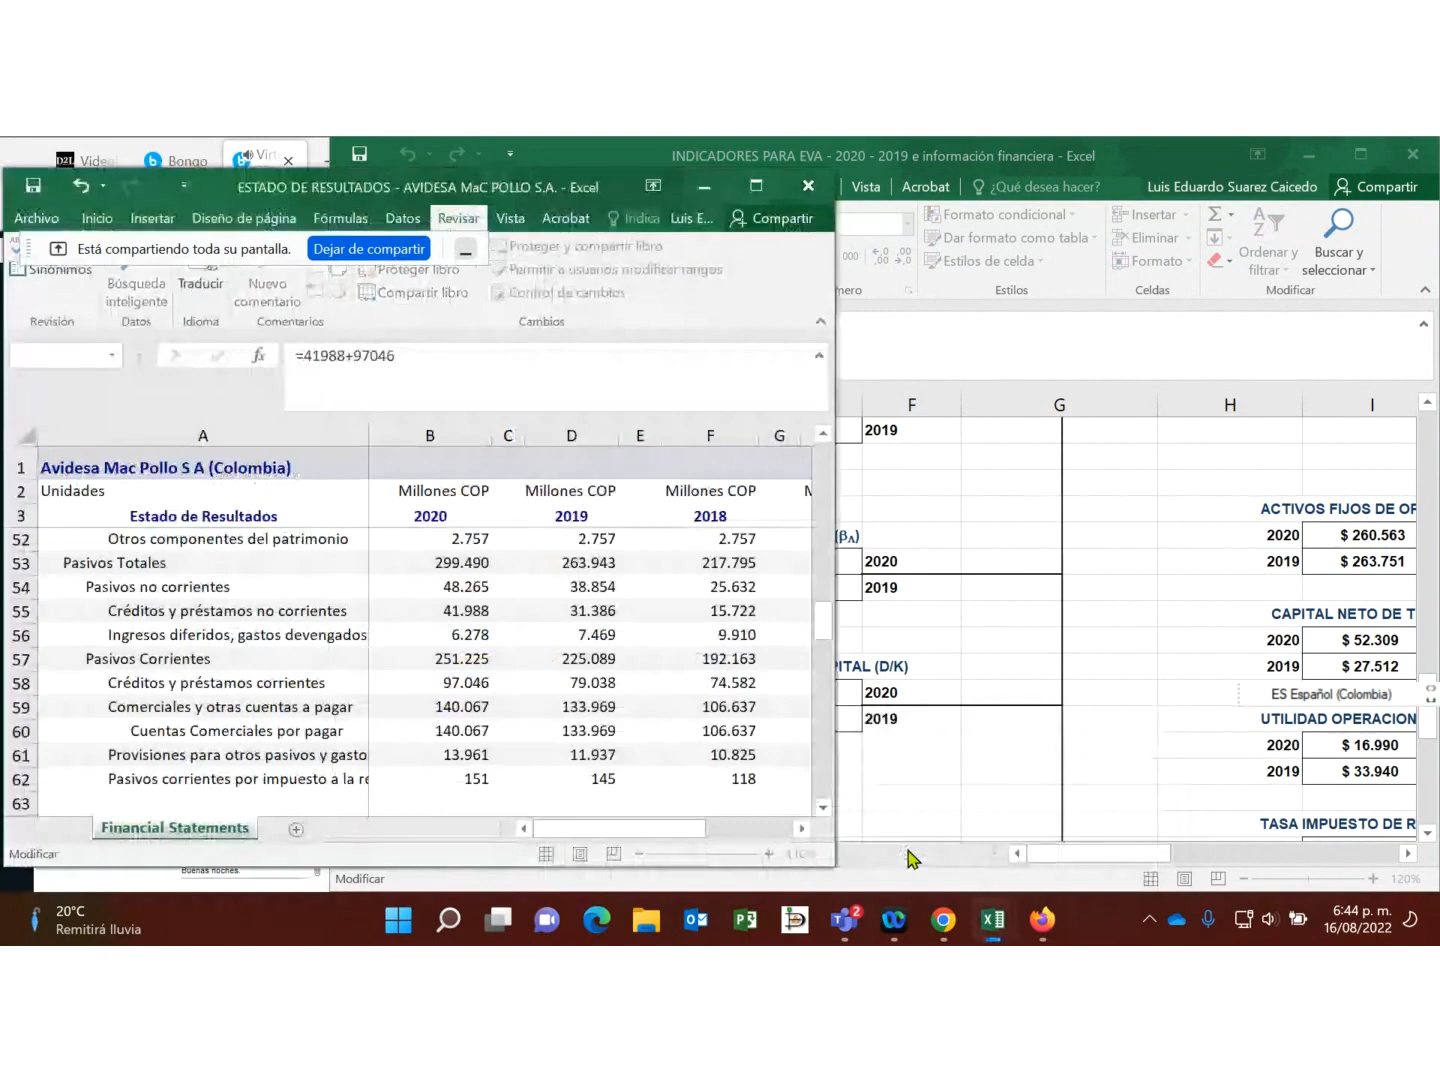 Video
Bongo
Virt
INDICADORES PARA EVA - 2020 - 2019 e información financiera - Excel
ESTADO DE RESULTADOS - AVIDESA MaC POLLO S.A. - Excel
Vista Acrobat ¿Qué desea hacer? Luis Eduardo Suarez Caicedo Compartir
Archivo Inicio Insertar Diseño de página Fórmulas Datos Revisar Vista Acrobat Indica Luis E... Compartir
Está compartiendo toda su pantalla. Dejar de compartir
Proteger y compartir libro
Sinónimos
Búsqueda inteligente
Traducir
Nuevo comentario
Proteger libro
Permitir a usuarios modificar rangos
Compartir libro
Control de cambios
Revisión Datos Idioma Comentarios Cambios
Formato condicional
Dar formato como tabla
Estilos de celda
Insertar
Eliminar
Formato
Ordenar y filtrar
Buscar y seleccionar
000
mero Estilos Celdas Modificar
fx =41988+97046
A B C D E F G
1 Avidesa Mac Pollo S A (Colombia)
2 Unidades Millones COP Millones COP Millones COP M
3 Estado de Resultados 2020 2019 2018
52 Otros componentes del patrimonio 2.757 2.757 2.757
53 Pasivos Totales 299.490 263.943 217.795
54 Pasivos no corrientes 48.265 38.854 25.632
55 Créditos y préstamos no corrientes 41.988 31.386 15.722
56 Ingresos diferidos, gastos devengados 6.278 7.469 9.910
57 Pasivos Corrientes 251.225 225.089 192.163
58 Créditos y préstamos corrientes 97.046 79.038 74.582
59 Comerciales y otras cuentas a pagar 140.067 133.969 106.637
60 Cuentas Comerciales por pagar 140.067 133.969 106.637
61 Provisiones para otros pasivos y gasto 13.961 11.937 10.825
62 Pasivos corrientes por impuesto a la re 151 145 118
63
Financial Statements
Modificar
F G H I
2019
(βA)
2020
2019
PITAL (D/K)
2020
2019
ACTIVOS FIJOS DE OP
2020 $ 260.563
2019 $ 263.751
CAPITAL NETO DE T
2020 $ 52.309
2019 $ 27.512
ES Español (Colombia)
UTILIDAD OPERACION
2020 $ 16.990
2019 $ 33.940
TASA IMPUESTO DE R
Buenas noches.
Modificar
120%
20°C
Remitirá lluvia
2
6:44 p. m.
16/08/2022